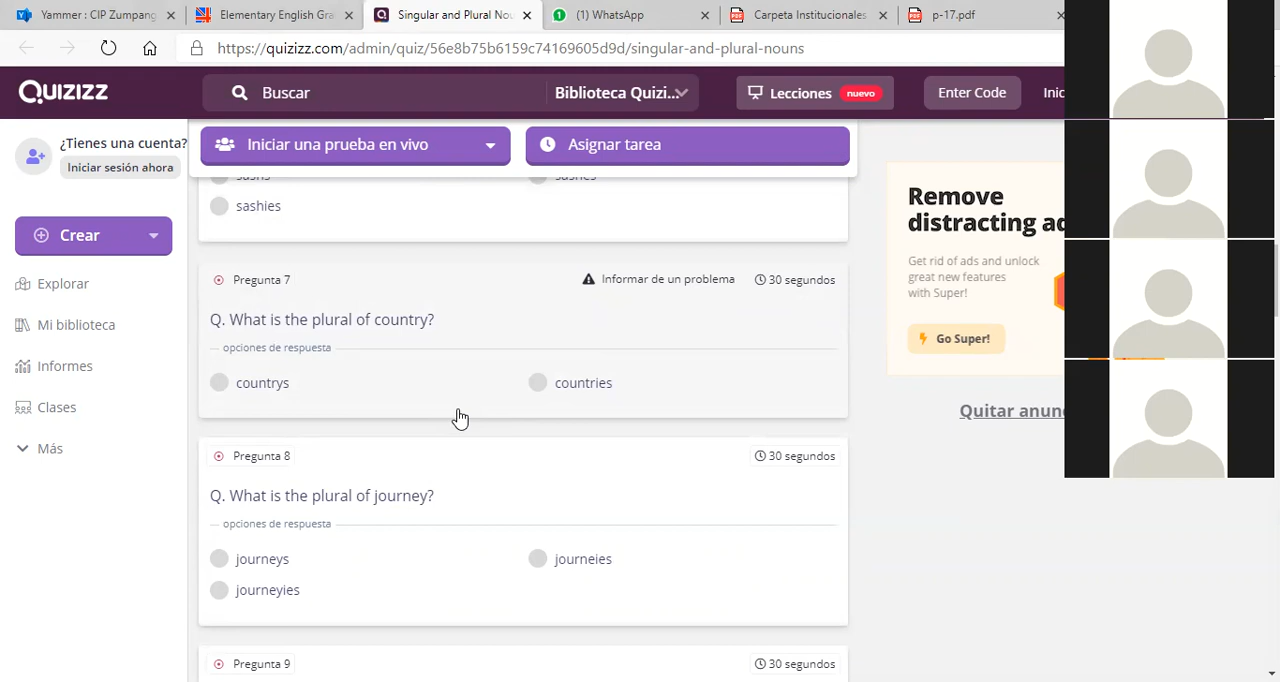 Yammer : CIP Zumpang
Elementary English Gra
Singular and Plural Nou
(1) WhatsApp
Carpeta Institucionales
p-17.pdf
https://quizizz.com/admin/quiz/56e8b75b6159c74169605d9d/singular-and-plural-nouns
QUIZIZZ
Buscar
Biblioteca Quizi...
Lecciones nuevo
Enter Code
Inic
¿Tienes una cuenta?
Iniciar sesión ahora
Iniciar una prueba en vivo
Asignar tarea
Crear
Explorar
Mi biblioteca
Informes
Clases
Más
sashs
sashes
sashies
Pregunta 7
Informar de un problema
30 segundos
Q. What is the plural of country?
opciones de respuesta
countrys
countries
Pregunta 8
30 segundos
Q. What is the plural of journey?
opciones de respuesta
journeys
journeies
journeyies
Pregunta 9
30 segundos
Remove
distracting ad
Get rid of ads and unlock
great new features
with Super!
Go Super!
Quitar anunc